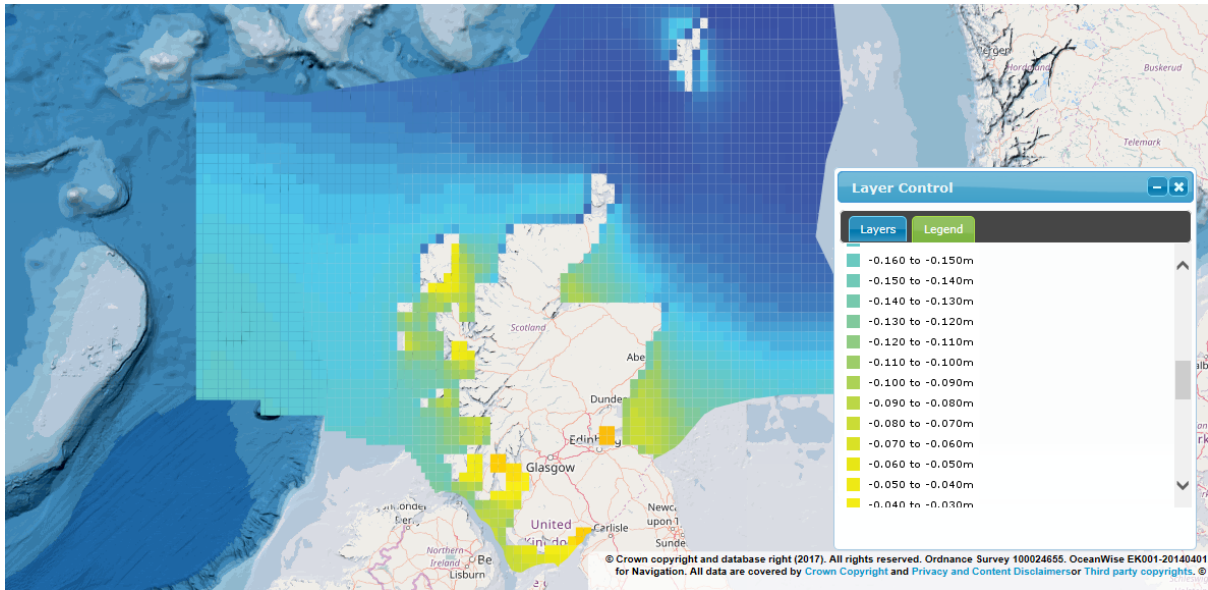 Bergen
Hordaland
Buskerud
Telemark
Layer Control
Layers
Legend
-0.160 to -0.150m
-0.150 to -0.140m
-0.140 to -0.130m
-0.130 to -0.120m
-0.120 to -0.110m
-0.110 to -0.100m
-0.100 to -0.090m
-0.090 to -0.080m
-0.080 to -0.070m
-0.070 to -0.060m
-0.060 to -0.050m
-0.050 to -0.040m
-0.040 to -0.030m
Scotland
Abe
Dunde
Edinburgh
Glasgow
Newc
upon T
United
Carlisle
Sunde
Northern
Ireland
Be
Lisburn
© Crown copyright and database right (2017). All rights reserved. Ordnance Survey 100024655. OceanWise EK001-20140401
for Navigation. All data are covered by Crown Copyright and Privacy and Content Disclaimersor Third party copyrights. ©